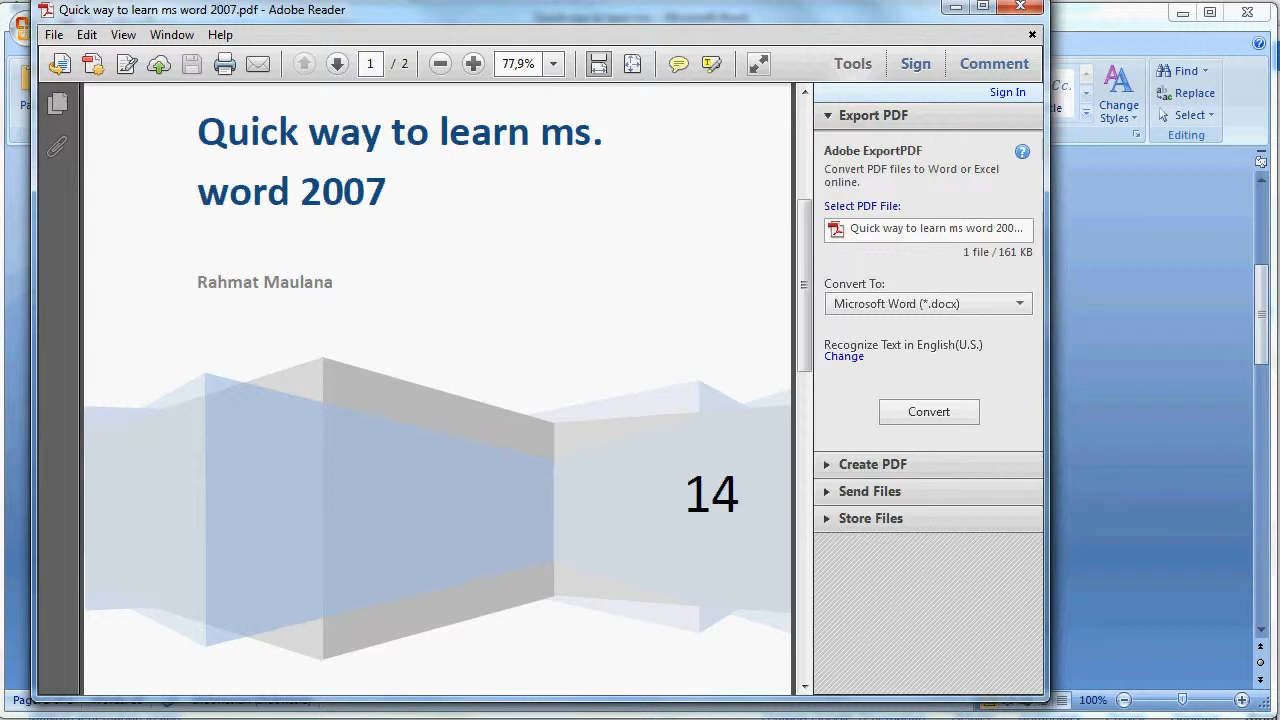 Quick way to learn ms word 2007.pdf - Adobe Reader
File Edit View Window Help
1 / 2 77,9% Tools Sign Comment
Sign In
Export PDF
Adobe ExportPDF
Convert PDF files to Word or Excel
online.
Select PDF File:
Quick way to learn ms word 200...
1 file / 161 KB
Convert To:
Microsoft Word (*.docx)
Recognize Text in English(U.S.)
Change
Convert
Create PDF
Send Files
Store Files
Quick way to learn ms.
word 2007
Rahmat Maulana
14
Change
Styles
Find
Replace
Select
Editing
100%